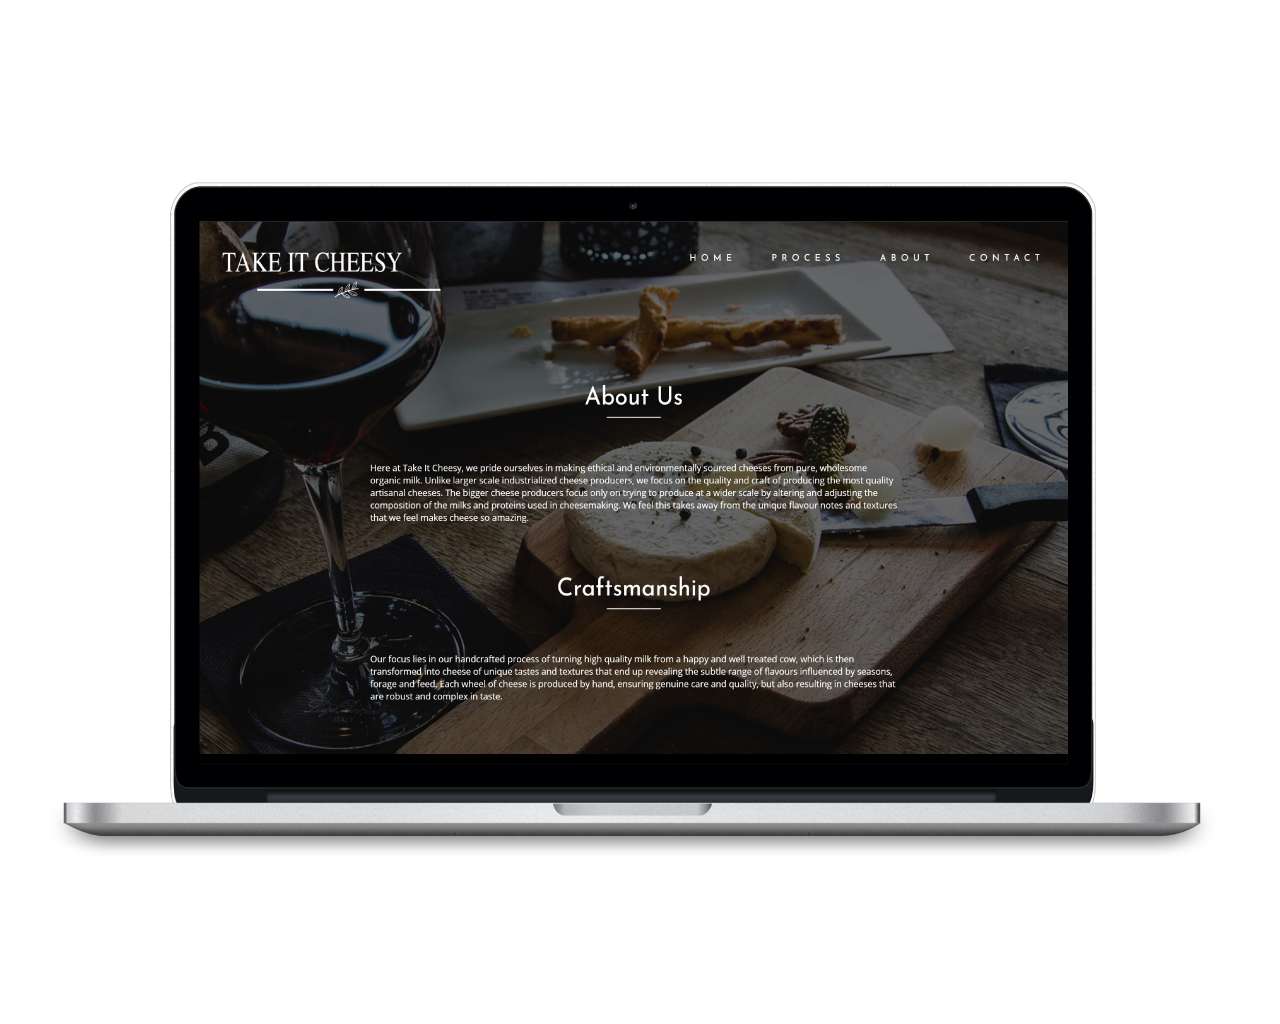 TAKE IT CHEESY
HOME PROCESS ABOUT CONTACT
About Us
Here at Take It Cheesy, we pride ourselves in making ethical and environmentally sourced cheeses from pure, wholesome
organic milk. Unlike larger scale industrialized cheese producers, we focus on the quality and craft of producing the most quality
artisanal cheeses. The bigger cheese producers focus only on trying to produce at a wider scale by altering and adjusting the
composition of the milks and proteins used in cheesemaking. We feel this takes away from the unique flavour notes and textures
that we feel makes cheese so amazing.
Craftsmanship
Our focus lies in our handcrafted process of turning high quality milk from a happy and well treated cow, which is then
transformed into cheese of unique tastes and textures that end up revealing the subtle range of flavours influenced by seasons,
forage and feed. Each wheel of cheese is produced by hand, ensuring genuine care and quality, but also resulting in cheeses that
are robust and complex in taste.